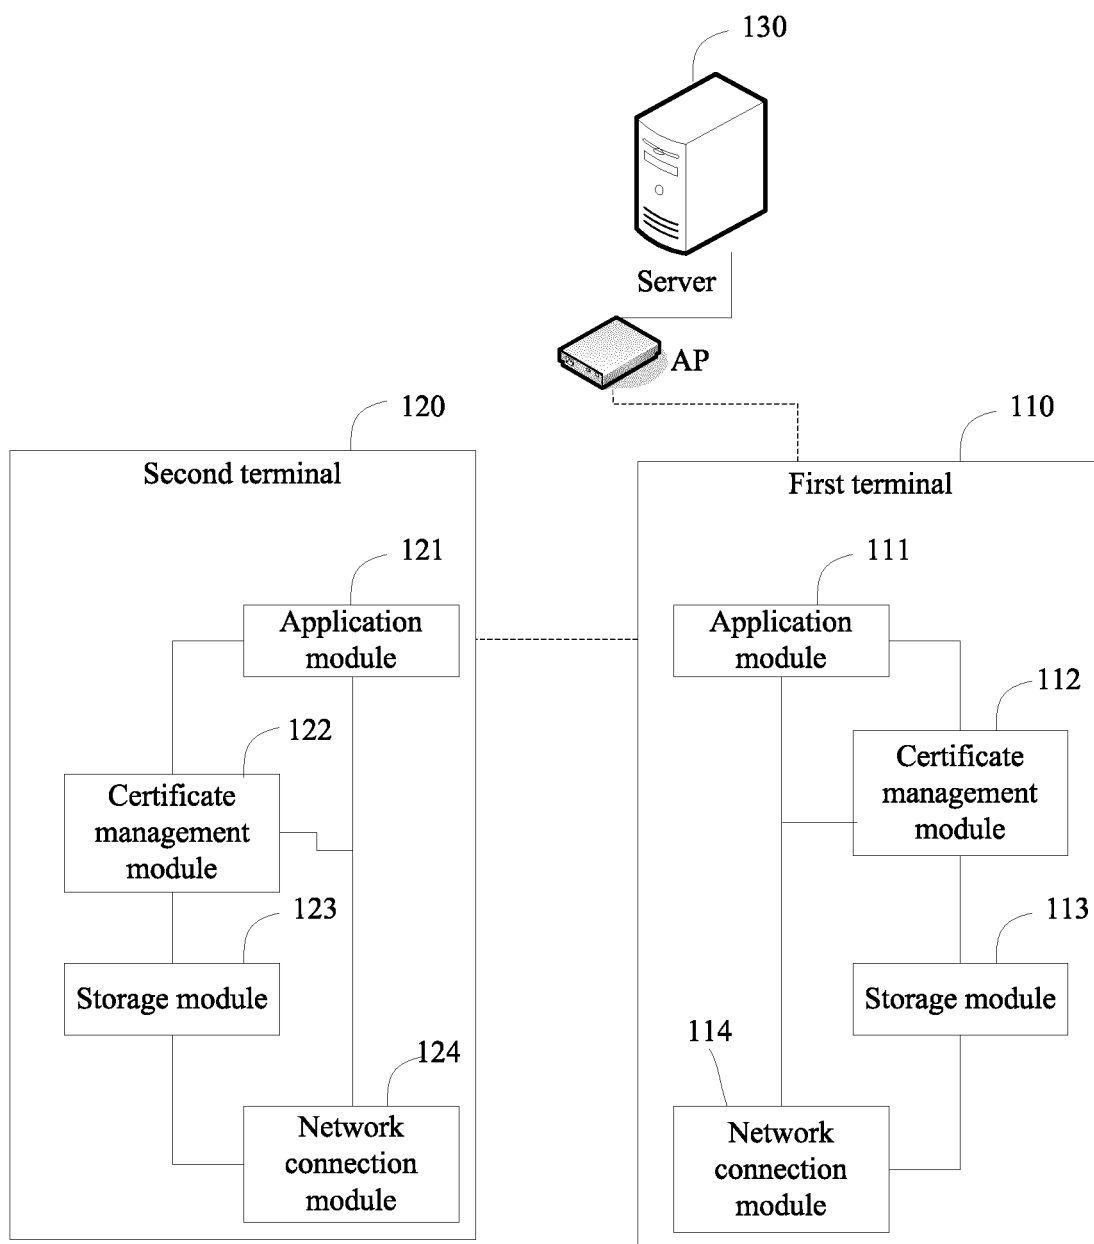 130
Server
AP
120
110
Second terminal
First terminal
121
111
Application
module
Application
module
112
122
Certificate
management
module
Certificate
management
module
123
113
Storage module
Storage module
114
124
Network
connection
module
Network
connection
module